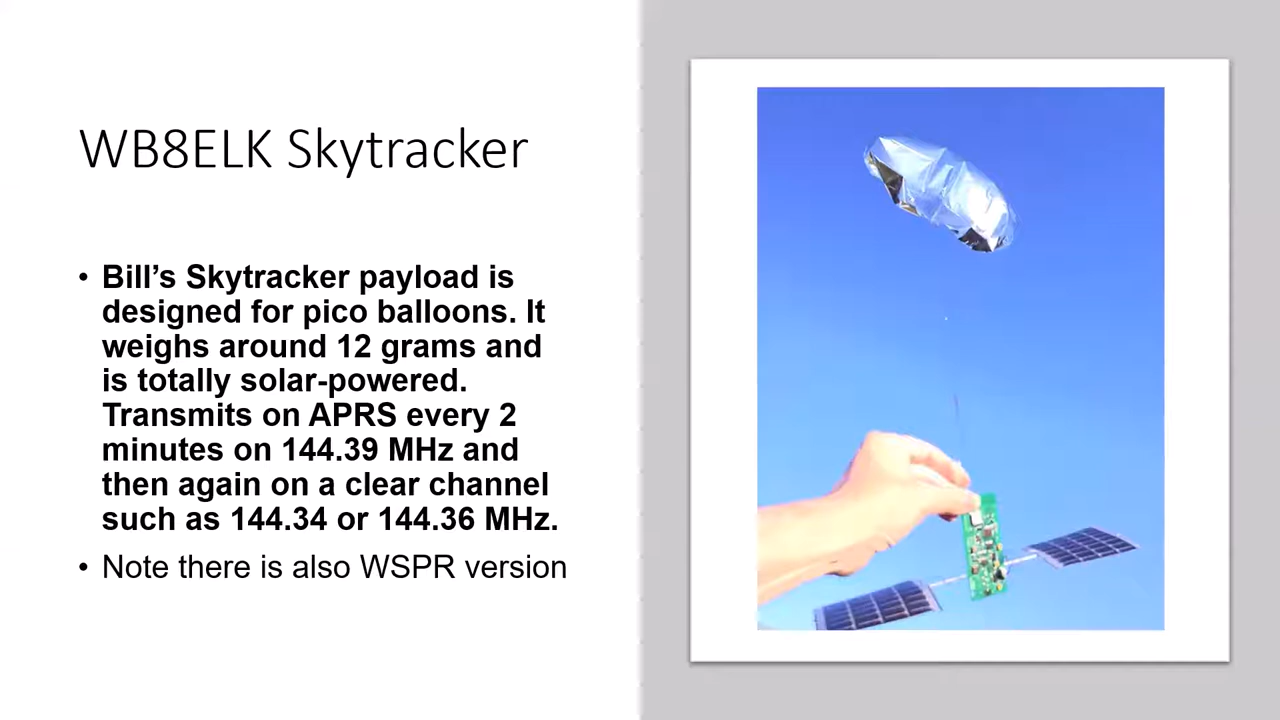 WB8ELK Skytracker
• Bill’s Skytracker payload is
designed for pico balloons. It
weighs around 12 grams and
is totally solar-powered.
Transmits on APRS every 2
minutes on 144.39 MHz and
then again on a clear channel
such as 144.34 or 144.36 MHz.
• Note there is also WSPR version